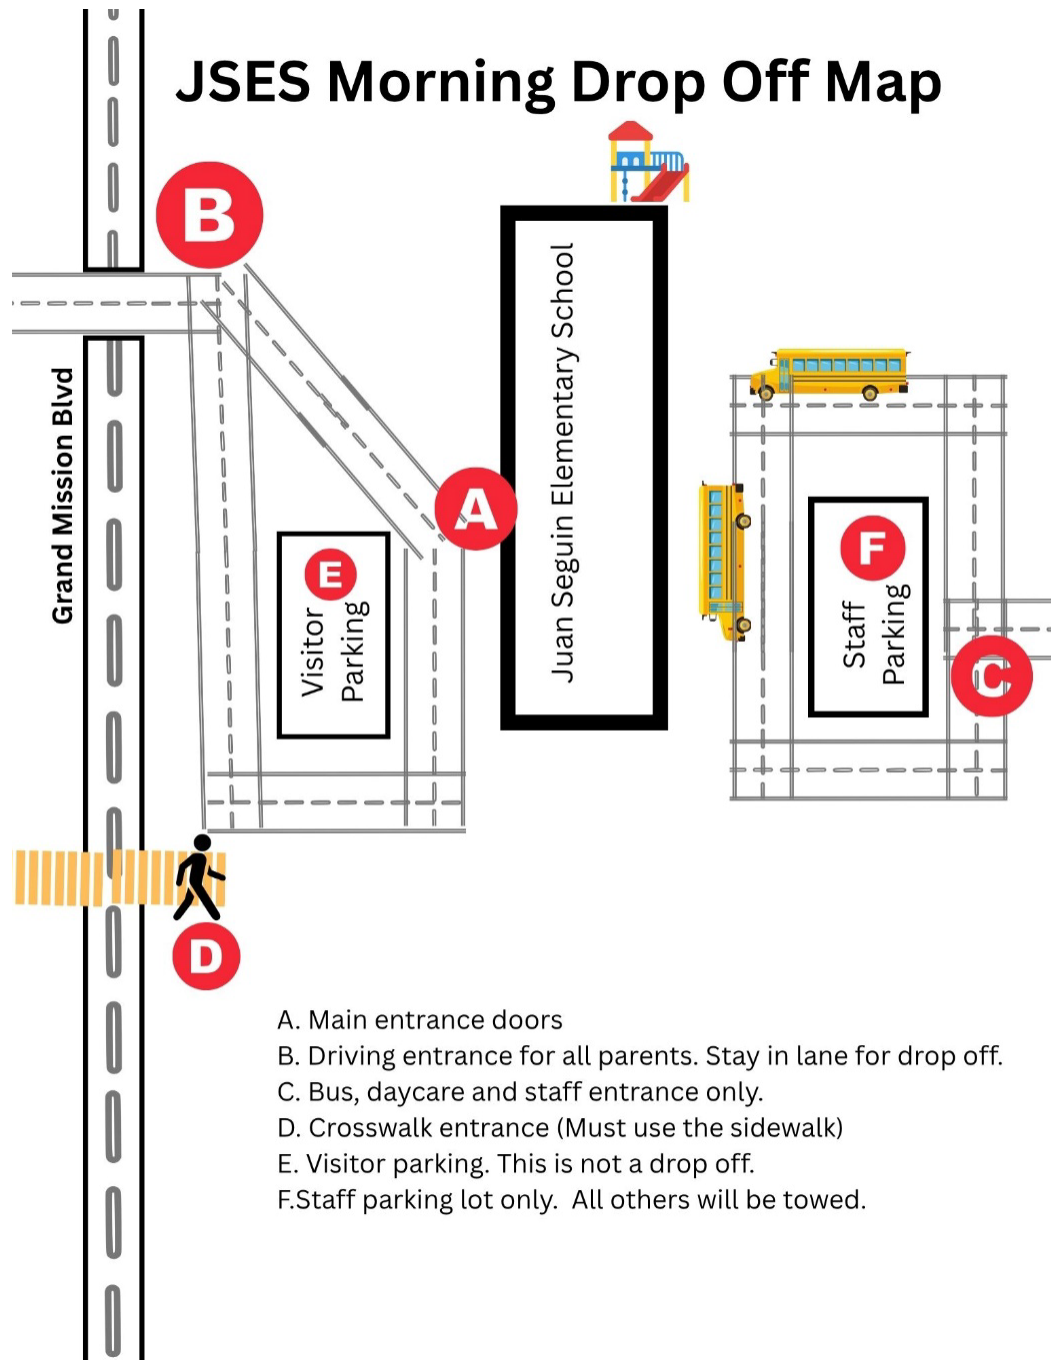 JSES Morning Drop Off Map
B
Grand Mission Blvd
Juan Seguin Elementary School
A
E
Visitor
Parking
F
Staff
Parking
C
D
A. Main entrance doors
B. Driving entrance for all parents. Stay in lane for drop off.
C. Bus, daycare and staff entrance only.
D. Crosswalk entrance (Must use the sidewalk)
E. Visitor parking. This is not a drop off.
F.Staff parking lot only.  All others will be towed.